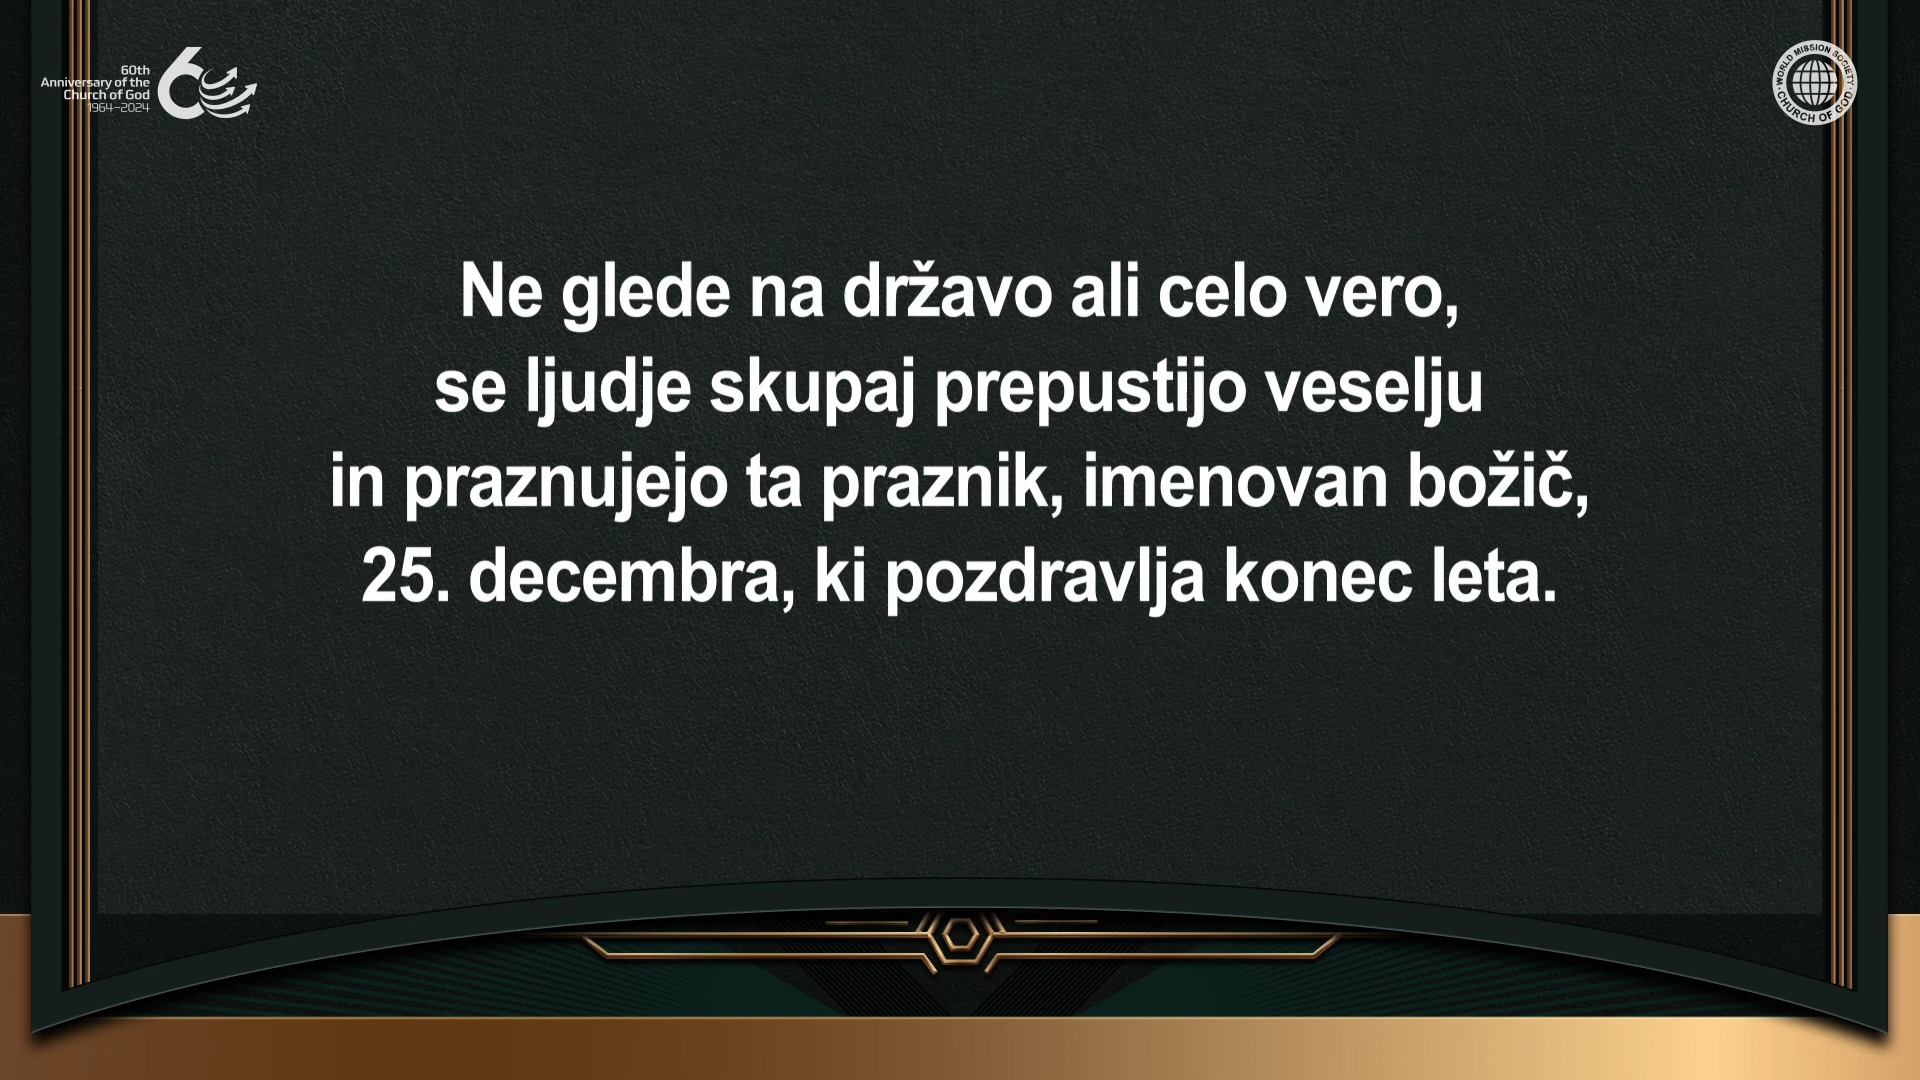 60th
Anniversary of the
Church of God
1964–2024
WORLD MISSION SOCIETY
CHURCH OF GOD
Ne glede na državo ali celo vero,
se ljudje skupaj prepustijo veselju
in praznujejo ta praznik, imenovan božič,
25. decembra, ki pozdravlja konec leta.